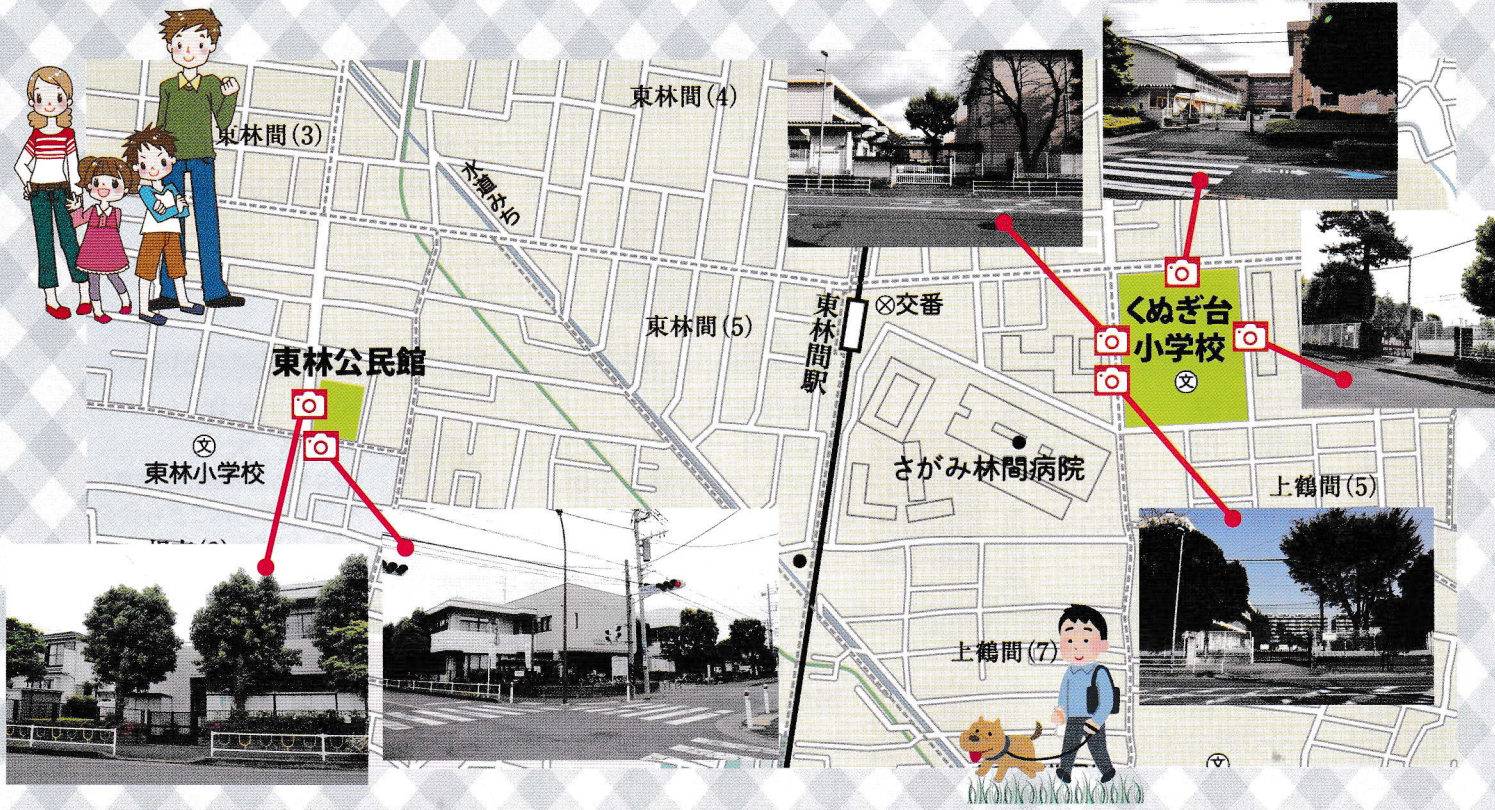 東林間(4)
東林間(3)
水道みち
東林間(5)
東林間駅
交番
くぬぎ台
小学校
文
東林公民館
文
東林小学校
さがみ林間病院
上鶴間(5)
上鶴間(7)
文